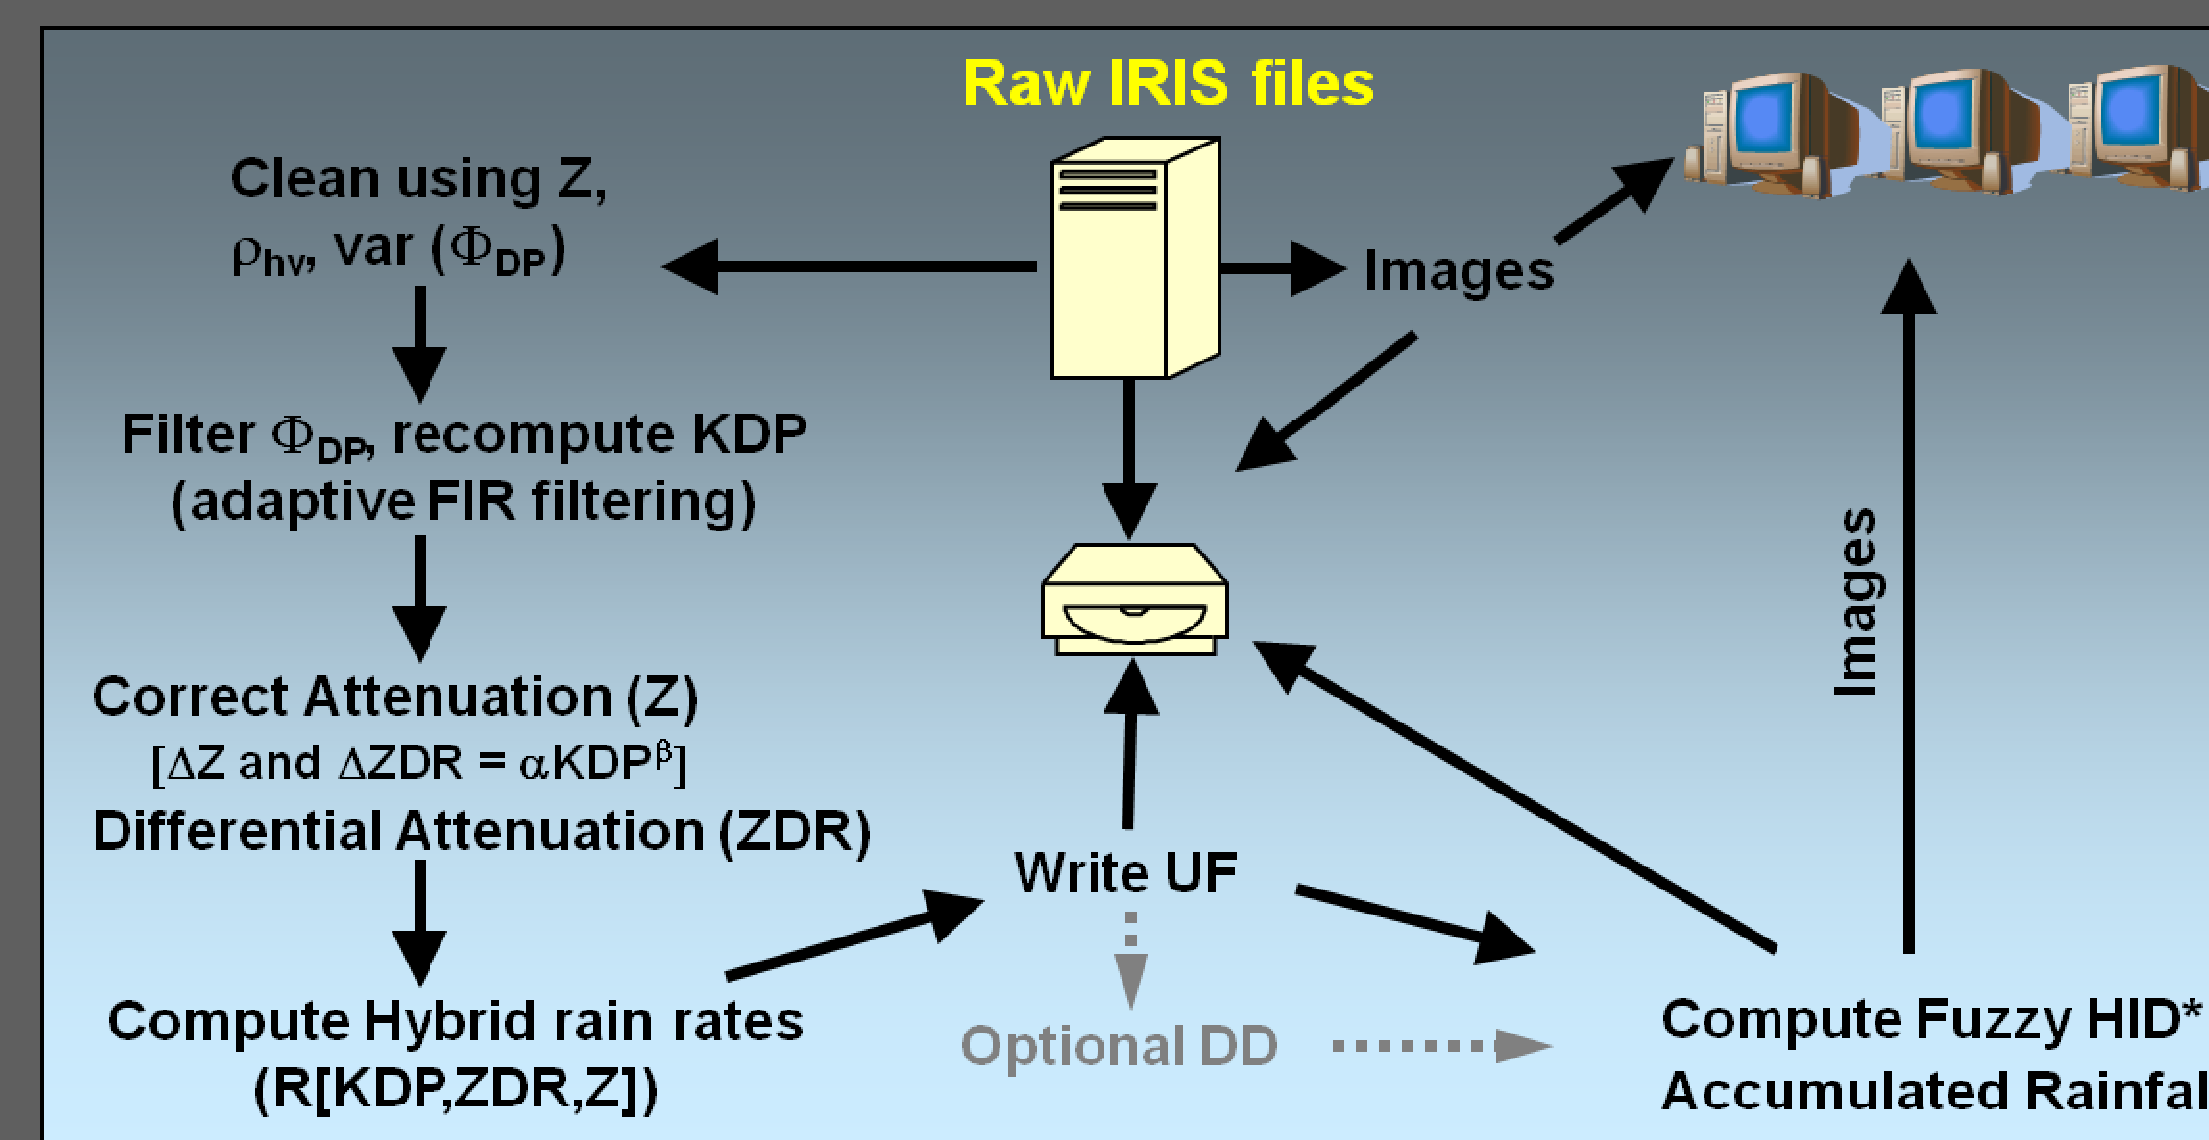 Raw IRIS files
Clean using Z,
ρhv, var (ΦDP)
Images
Filter ΦDP, recompute KDP
(adaptive FIR filtering)
Images
Correct Attenuation (Z)
[ΔZ and ΔZDR = αKDPβ]
Differential Attenuation (ZDR)
Write UF
Compute Hybrid rain rates
(R[KDP,ZDR,Z])
Optional DD
Compute Fuzzy HID*
Accumulated Rainfal